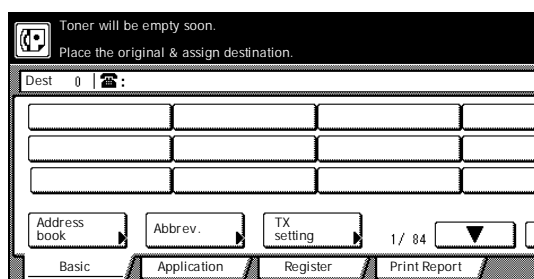 Toner will be empty soon.
Place the original & assign destination.
Dest 0 ☎:
Address book
Abbrev.
TX setting
1/ 84
Basic
Application
Register
Print Report